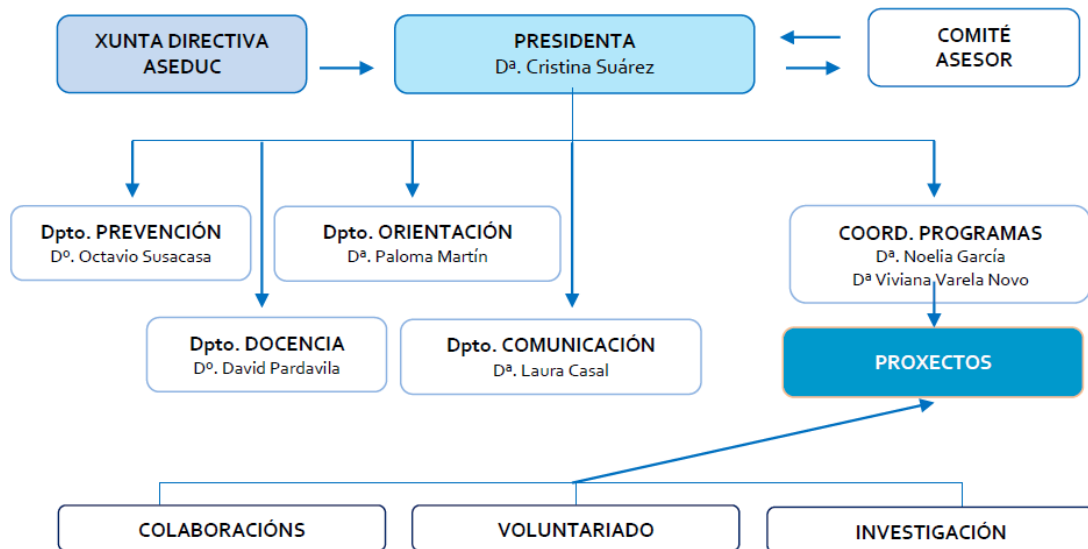 XUNTA DIRECTIVA
ASEDUC
PRESIDENTA
Dª. Cristina Suárez
COMITÉ
ASESOR
Dpto. PREVENCIÓN
Dº. Octavio Susacasa
Dpto. ORIENTACIÓN
Dª. Paloma Martín
COORD. PROGRAMAS
Dª. Noelia García
Dª Viviana Varela Novo
Dpto. DOCENCIA
Dº. David Pardavila
Dpto. COMUNICACIÓN
Dª. Laura Casal
PROXECTOS
COLABORACIÓNS
VOLUNTARIADO
INVESTIGACIÓN